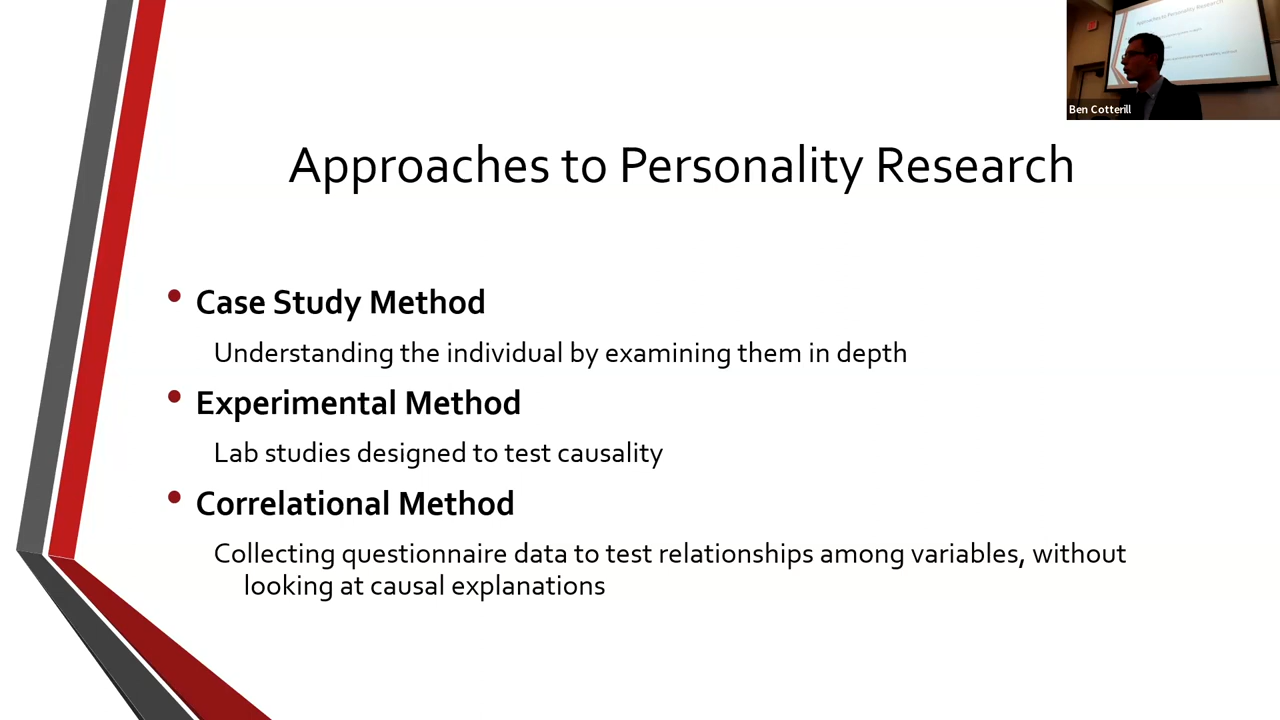 Ben Cotterill
Approaches to Personality Research
• Case Study Method
Understanding the individual by examining them in depth
• Experimental Method
Lab studies designed to test causality
• Correlational Method
Collecting questionnaire data to test relationships among variables, without
looking at causal explanations